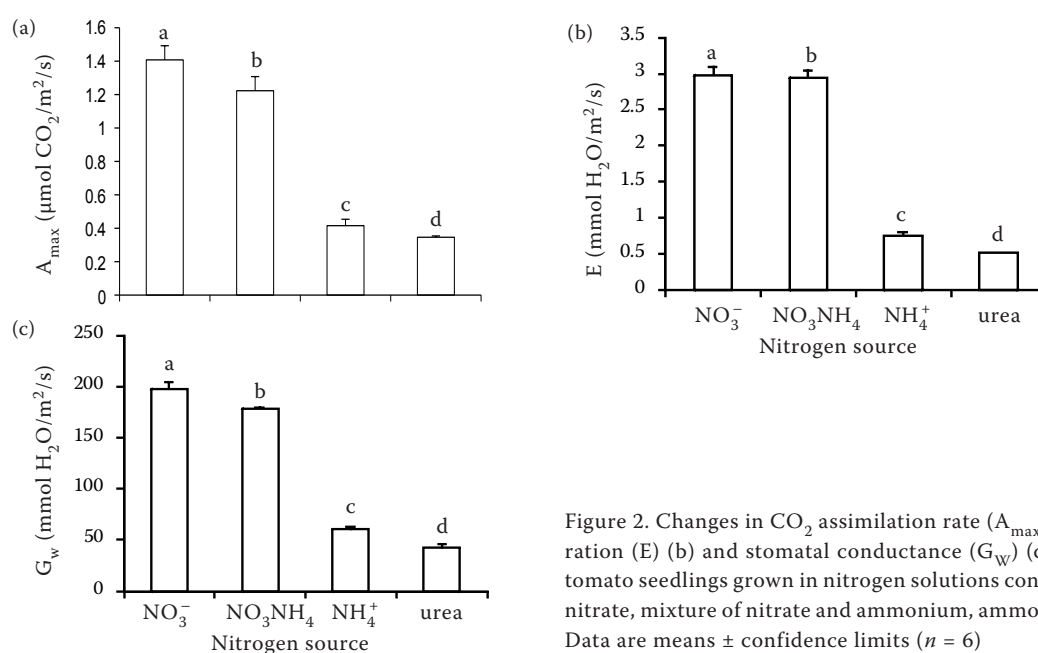 (a)
A_max (µmol CO₂/m²/s)
1.6
1.4
1.2
1
0.8
0.6
0.4
0.2
0
a
b
c
d
(b)
E (mmol H₂O/m²/s)
3.5
3
2.5
2
1.5
1
0.5
0
a
b
c
d
NO₃⁻ NO₃NH₄ NH₄⁺ urea
Nitrogen source
(c)
G_w (mmol H₂O/m²/s)
250
200
150
100
50
0
a
b
c
d
NO₃⁻ NO₃NH₄ NH₄⁺ urea
Nitrogen source
Figure 2. Changes in CO₂ assimilation rate (A_max
ration (E) (b) and stomatal conductance (G_W) (
tomato seedlings grown in nitrogen solutions con
nitrate, mixture of nitrate and ammonium, ammo
Data are means ± confidence limits (n = 6)